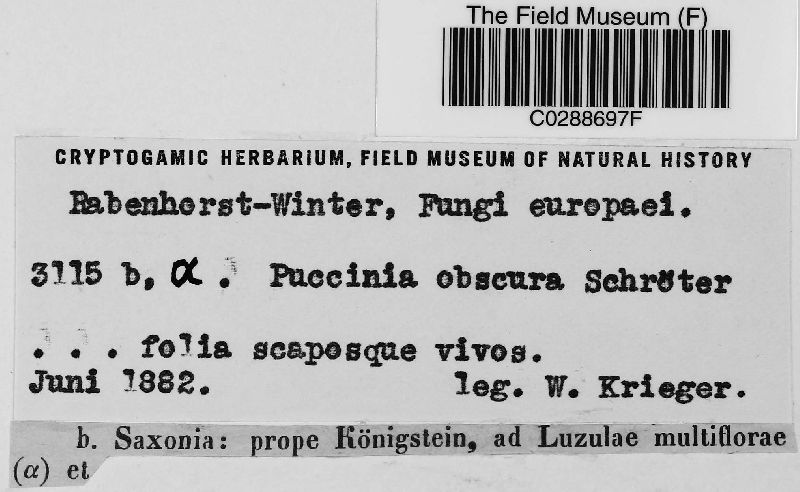 The Field Museum (F)
C0288697F
CRYPTOGAMIC HERBARIUM, FIELD MUSEUM OF NATURAL HISTORY
Rabenhorst-Winter, Fungi europaei.
3115 b, α . Puccinia obscura Schröter
. . . folia scaposque vivos.
Juni 1882. leg. W. Krieger.
b. Saxonia: prope Königstein, ad Luzulae multiflorae
(α) et